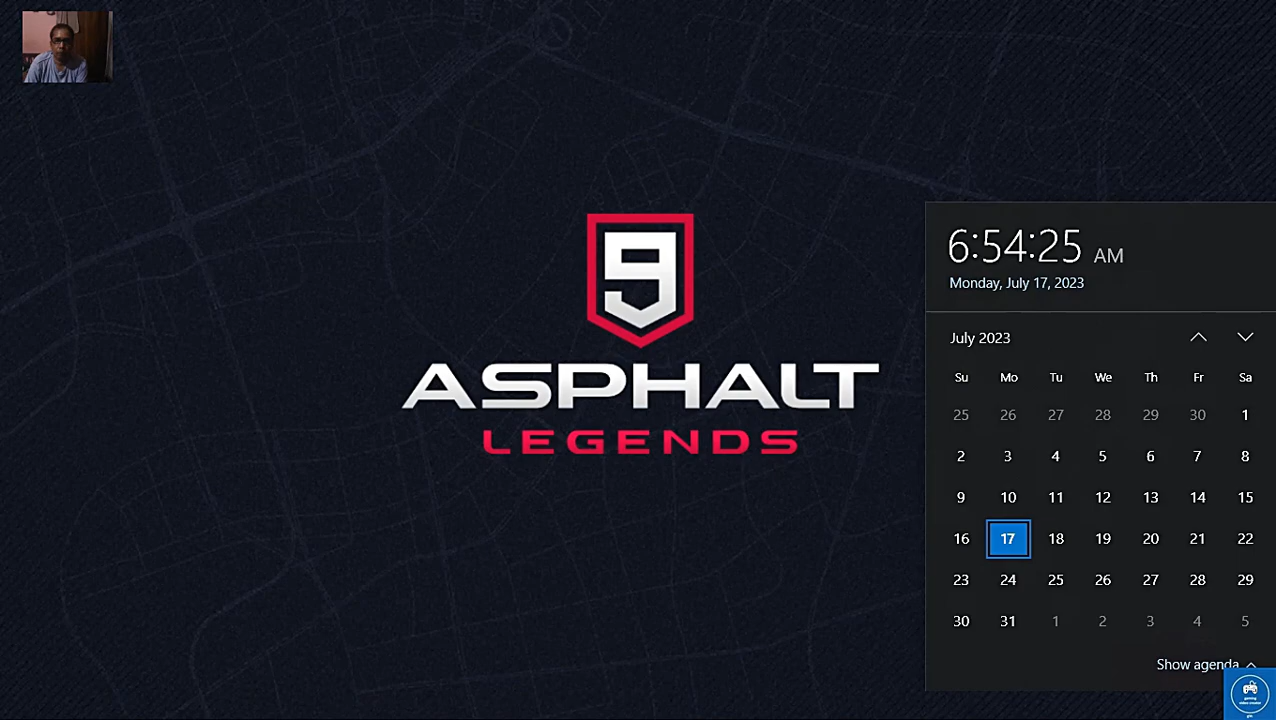 9
ASPHALT
LEGENDS
6:54:25 AM
Monday, July 17, 2023
July 2023
Su Mo Tu We Th Fr Sa
25 26 27 28 29 30 1
2 3 4 5 6 7 8
9 10 11 12 13 14 15
16 17 18 19 20 21 22
23 24 25 26 27 28 29
30 31 1 2 3 4 5
Show agenda
gaming
video creator